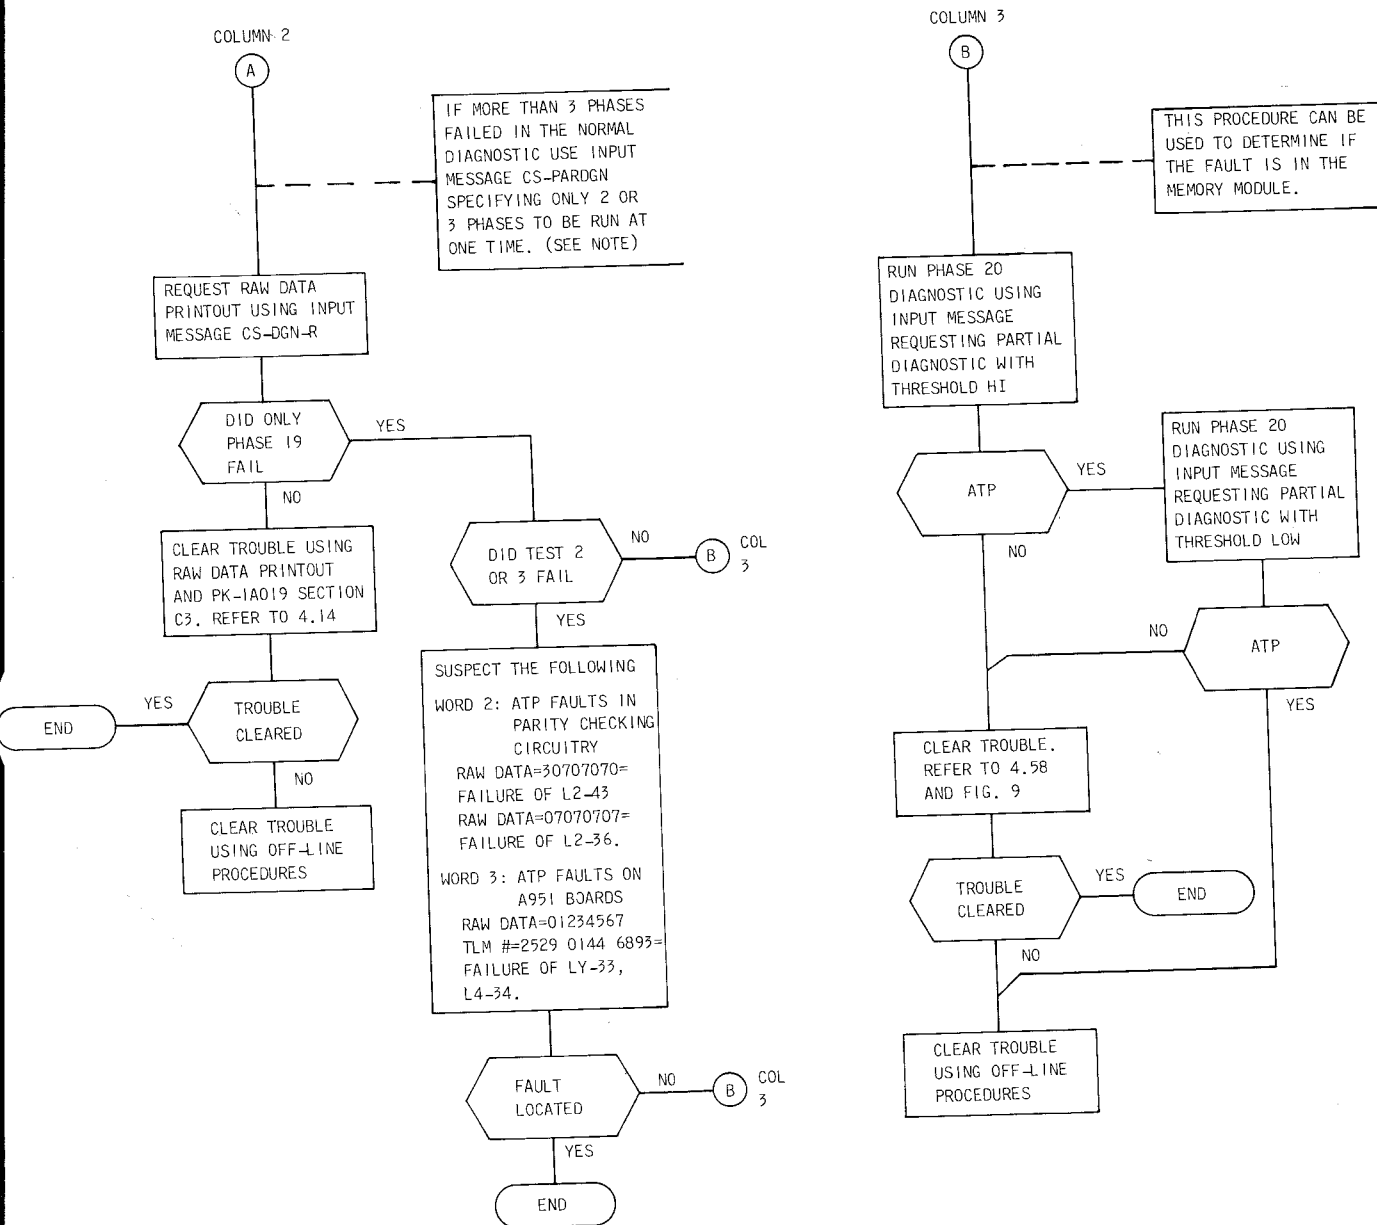 COLUMN 2
A
IF MORE THAN 3 PHASES
FAILED IN THE NORMAL
DIAGNOSTIC USE INPUT
MESSAGE CS-PARDGN
SPECIFYING ONLY 2 OR
3 PHASES TO BE RUN AT
ONE TIME. (SEE NOTE)
REQUEST RAW DATA
PRINTOUT USING INPUT
MESSAGE CS-DGN-R
DID ONLY
PHASE 19
FAIL
YES
NO
CLEAR TROUBLE USING
RAW DATA PRINTOUT
AND PK-1A019 SECTION
C3. REFER TO 4.14
TROUBLE
CLEARED
YES
END
NO
CLEAR TROUBLE
USING OFF-LINE
PROCEDURES
DID TEST 2
OR 3 FAIL
NO
B
COL
3
YES
SUSPECT THE FOLLOWING
WORD 2: ATP FAULTS IN
PARITY CHECKING
CIRCUITRY
RAW DATA=30707070=
FAILURE OF L2-43
RAW DATA=07070707=
FAILURE OF L2-36.
WORD 3: ATP FAULTS ON
A951 BOARDS
RAW DATA=01234567
TLM #=2529 0144 6893=
FAILURE OF LY-33,
L4-34.
FAULT
LOCATED
NO
B
COL
3
YES
END
COLUMN 3
B
THIS PROCEDURE CAN BE
USED TO DETERMINE IF
THE FAULT IS IN THE
MEMORY MODULE.
RUN PHASE 20
DIAGNOSTIC USING
INPUT MESSAGE
REQUESTING PARTIAL
DIAGNOSTIC WITH
THRESHOLD HI
ATP
YES
NO
RUN PHASE 20
DIAGNOSTIC USING
INPUT MESSAGE
REQUESTING PARTIAL
DIAGNOSTIC WITH
THRESHOLD LOW
ATP
NO
YES
CLEAR TROUBLE.
REFER TO 4.58
AND FIG. 9
TROUBLE
CLEARED
YES
END
NO
CLEAR TROUBLE
USING OFF-LINE
PROCEDURES